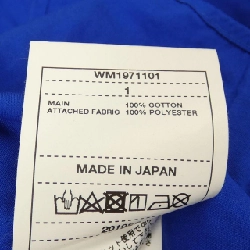 WM1971101
1
MAIN 100% COTTON
ATTACHED FABRIC 100% POLYESTER
MADE IN JAPAN